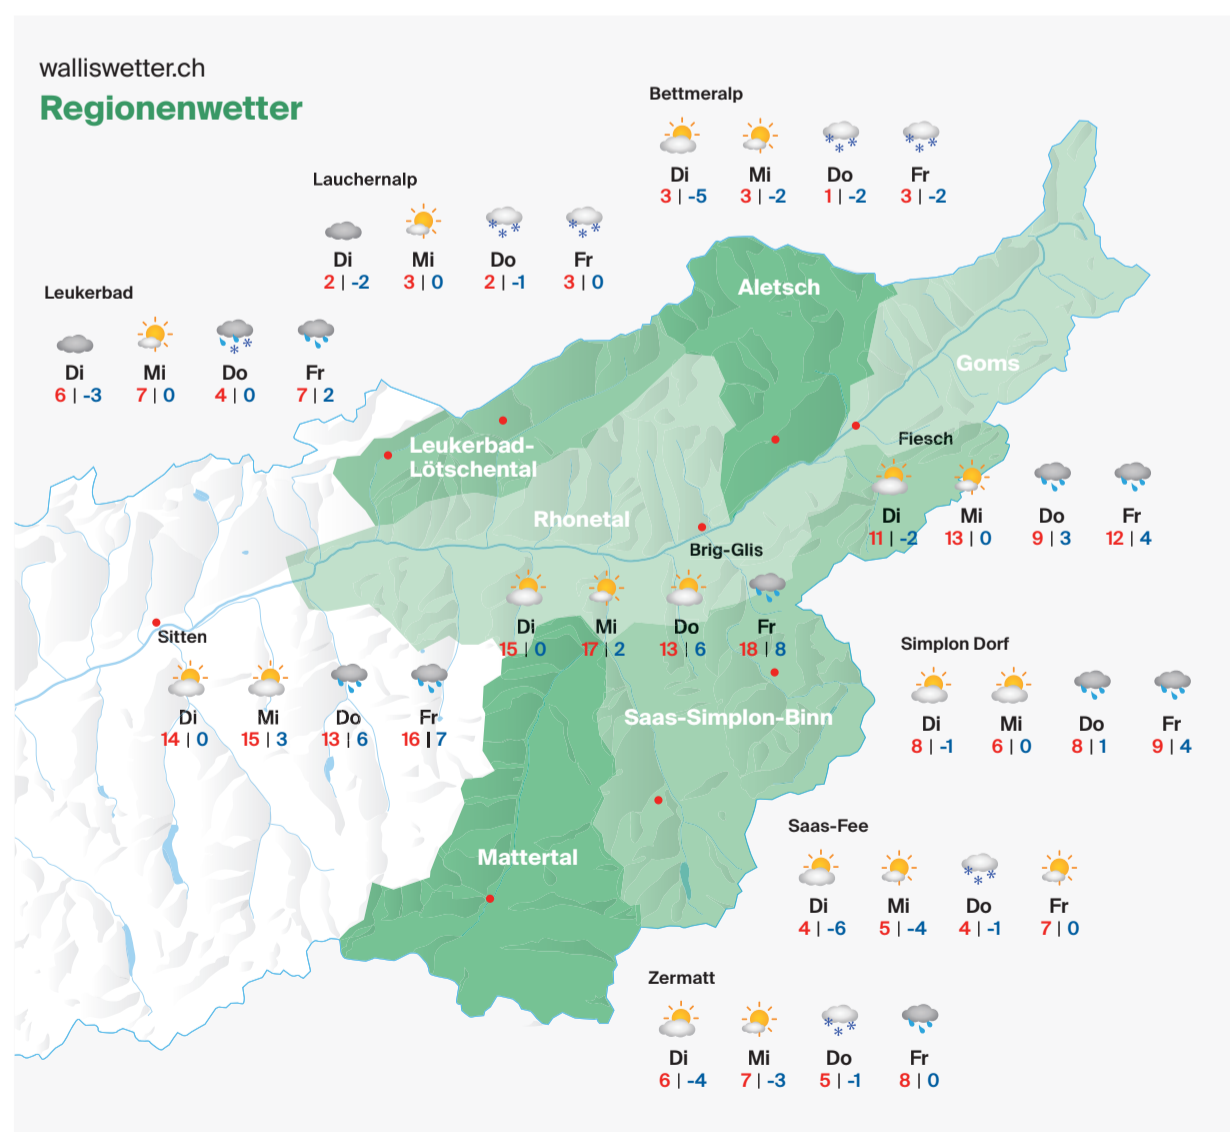 walliswetter.ch
Regionenwetter
Bettmeralp
Di Mi Do Fr
3 | -5 3 | -2 1 | -2 3 | -2
Lauchernalp
Di Mi Do Fr
2 | -2 3 | 0 2 | -1 3 | 0
Leukerbad
Di Mi Do Fr
6 | -3 7 | 0 4 | 0 7 | 2
Aletsch
Goms
Leukerbad-
Lötschental
Rhonetal
Fiesch
Di Mi Do Fr
11 | -2 13 | 0 9 | 3 12 | 4
Brig-Glis
Di Mi Do Fr
15 | 0 17 | 2 13 | 6 18 | 8
Sitten
Di Mi Do Fr
14 | 0 15 | 3 13 | 6 16 | 7
Simplon Dorf
Di Mi Do Fr
8 | -1 6 | 0 8 | 1 9 | 4
Saas-Simplon-Binn
Saas-Fee
Di Mi Do Fr
4 | -6 5 | -4 4 | -1 7 | 0
Mattertal
Zermatt
Di Mi Do Fr
6 | -4 7 | -3 5 | -1 8 | 0